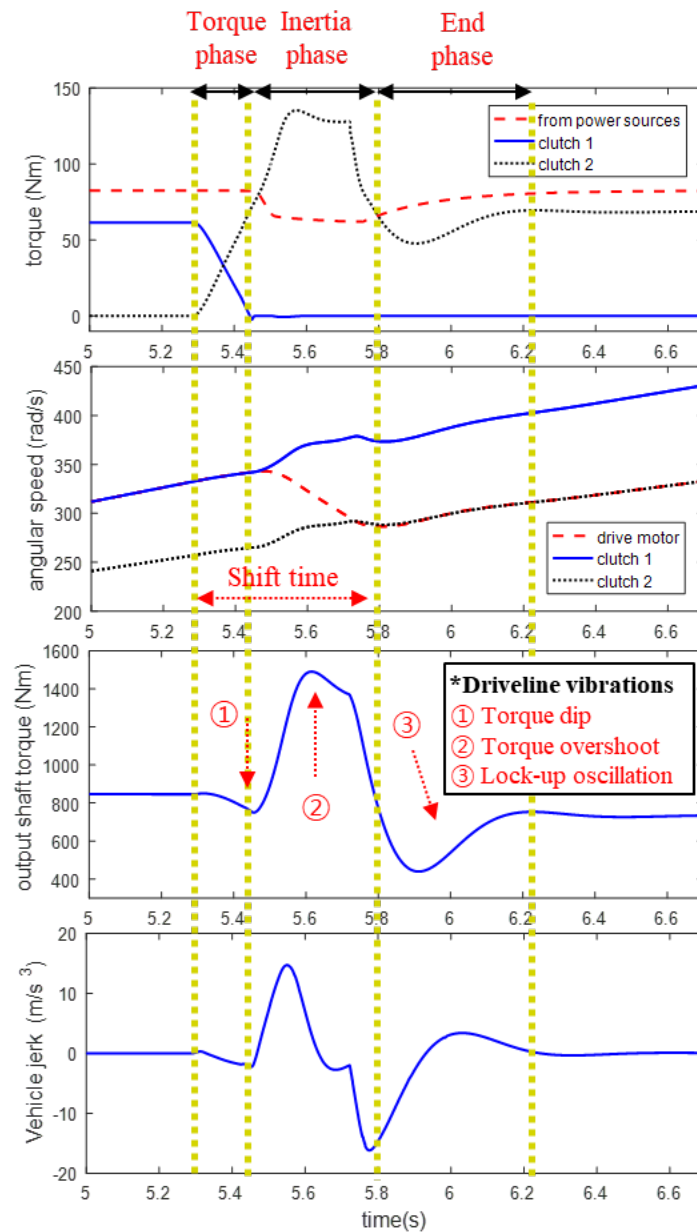 Torque phase
Inertia phase
End phase
150
100
50
0
torque (Nm)
from power sources
clutch 1
clutch 2
5 5.2 5.4 5.6 5.8 6 6.2 6.4 6.6
450
400
350
300
250
200
angular speed (rad/s)
Shift time
drive motor
clutch 1
clutch 2
5 5.2 5.4 5.6 5.8 6 6.2 6.4 6.6
1600
1400
1200
1000
800
600
400
output shaft torque (Nm)
①
②
③
*Driveline vibrations
① Torque dip
② Torque overshoot
③ Lock-up oscillation
5 5.2 5.4 5.6 5.8 6 6.2 6.4 6.6
20
10
0
-10
-20
Vehicle jerk (m/s³)
5 5.2 5.4 5.6 5.8 6 6.2 6.4 6.6
time(s)